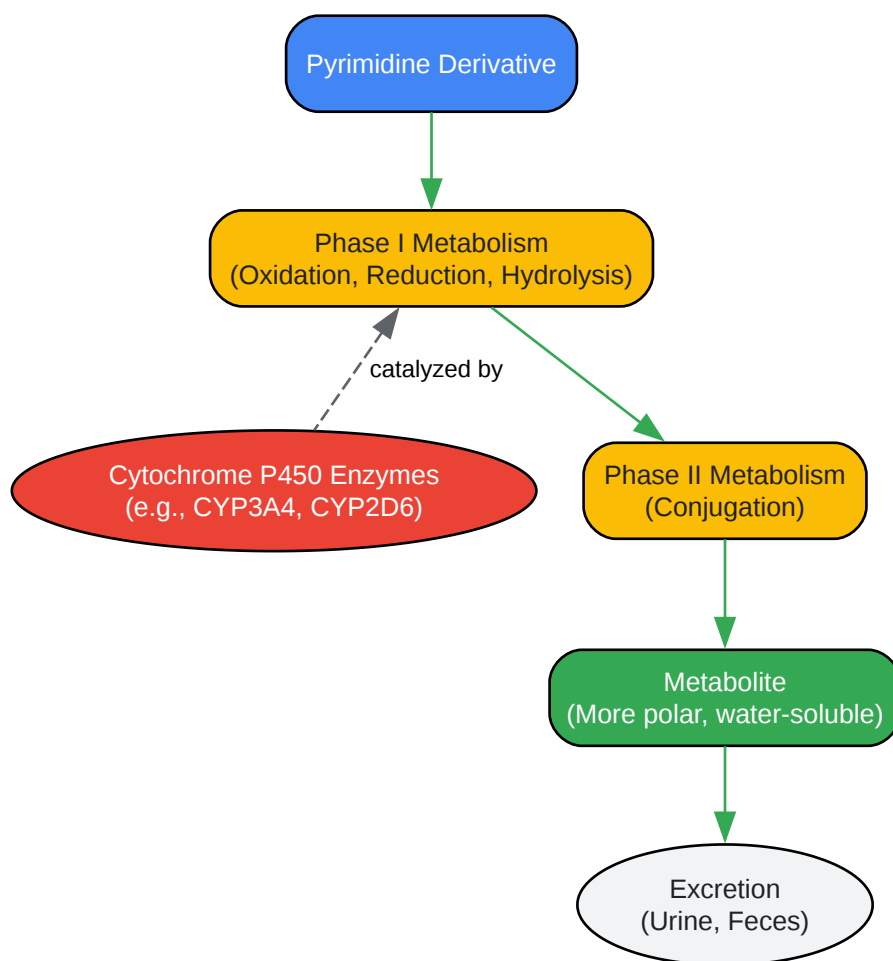 Pyrimidine Derivative
Phase I Metabolism
(Oxidation, Reduction, Hydrolysis)
catalyzed by
Cytochrome P450 Enzymes
(e.g., CYP3A4, CYP2D6)
Phase II Metabolism
(Conjugation)
Metabolite
(More polar, water-soluble)
Excretion
(Urine, Feces)